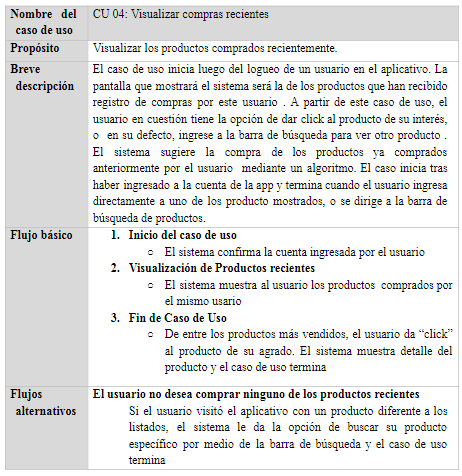 Nombre del
caso de uso
CU 04: Visualizar compras recientes
Propósito
Visualizar los productos comprados recientemente.
Breve
descripción
El caso de uso inicia luego del logueo de un usuario en el aplicativo. La
pantalla que mostrará el sistema será la de los productos que han recibido
registro de compras por este usuario . A partir de este caso de uso, el
usuario en cuestión tiene la opción de dar click al producto de su interés,
o en su defecto, ingrese a la barra de búsqueda para ver otro producto .
El sistema sugiere la compra de los productos ya comprados
anteriormente por el usuario mediante un algoritmo. El caso inicia tras
haber ingresado a la cuenta de la app y termina cuando el usuario ingresa
directamente a uno de los producto mostrados, o se dirige a la barra de
búsqueda de productos.
Flujo básico
1. Inicio del caso de uso
○ El sistema confirma la cuenta ingresada por el usuario
2. Visualización de Productos recientes
○ El sistema muestra al usuario los productos comprados por
el mismo usario
3. Fin de Caso de Uso
○ De entre los productos más vendidos, el usuario da “click”
al producto de su agrado. El sistema muestra detalle del
producto y el caso de uso termina
Flujos
alternativos
El usuario no desea comprar ninguno de los productos recientes
Si el usuario visitó el aplicativo con un producto diferente a los
listados, el sistema le da la opción de buscar su producto
específico por medio de la barra de búsqueda y el caso de uso
termina